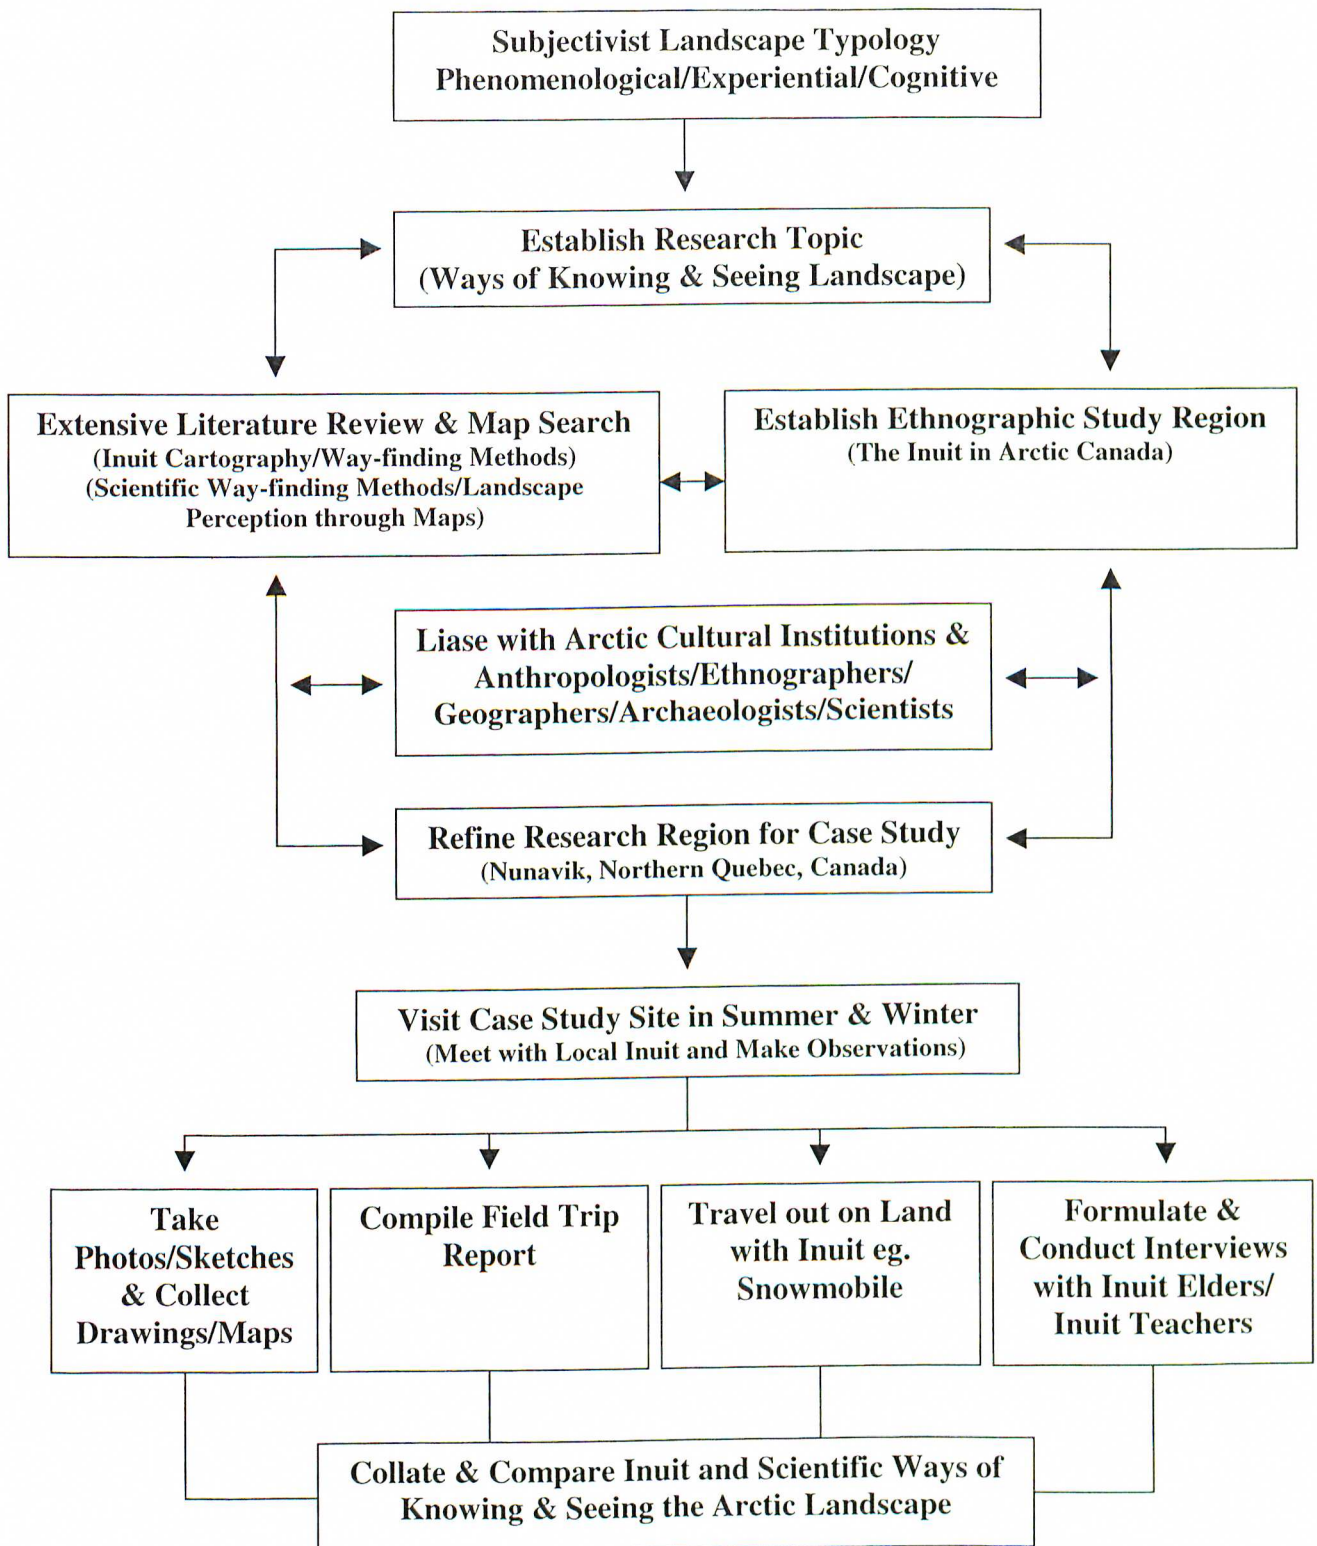 Subjectivist Landscape Typology
Phenomenological/Experiential/Cognitive
Establish Research Topic
(Ways of Knowing & Seeing Landscape)
Extensive Literature Review & Map Search
(Inuit Cartography/Way-finding Methods)
(Scientific Way-finding Methods/Landscape
Perception through Maps)
Establish Ethnographic Study Region
(The Inuit in Arctic Canada)
Liase with Arctic Cultural Institutions &
Anthropologists/Ethnographers/
Geographers/Archaeologists/Scientists
Refine Research Region for Case Study
(Nunavik, Northern Quebec, Canada)
Visit Case Study Site in Summer & Winter
(Meet with Local Inuit and Make Observations)
Take
Photos/Sketches
& Collect
Drawings/Maps
Compile Field Trip
Report
Travel out on Land
with Inuit eg.
Snowmobile
Formulate &
Conduct Interviews
with Inuit Elders/
Inuit Teachers
Collate & Compare Inuit and Scientific Ways of
Knowing & Seeing the Arctic Landscape